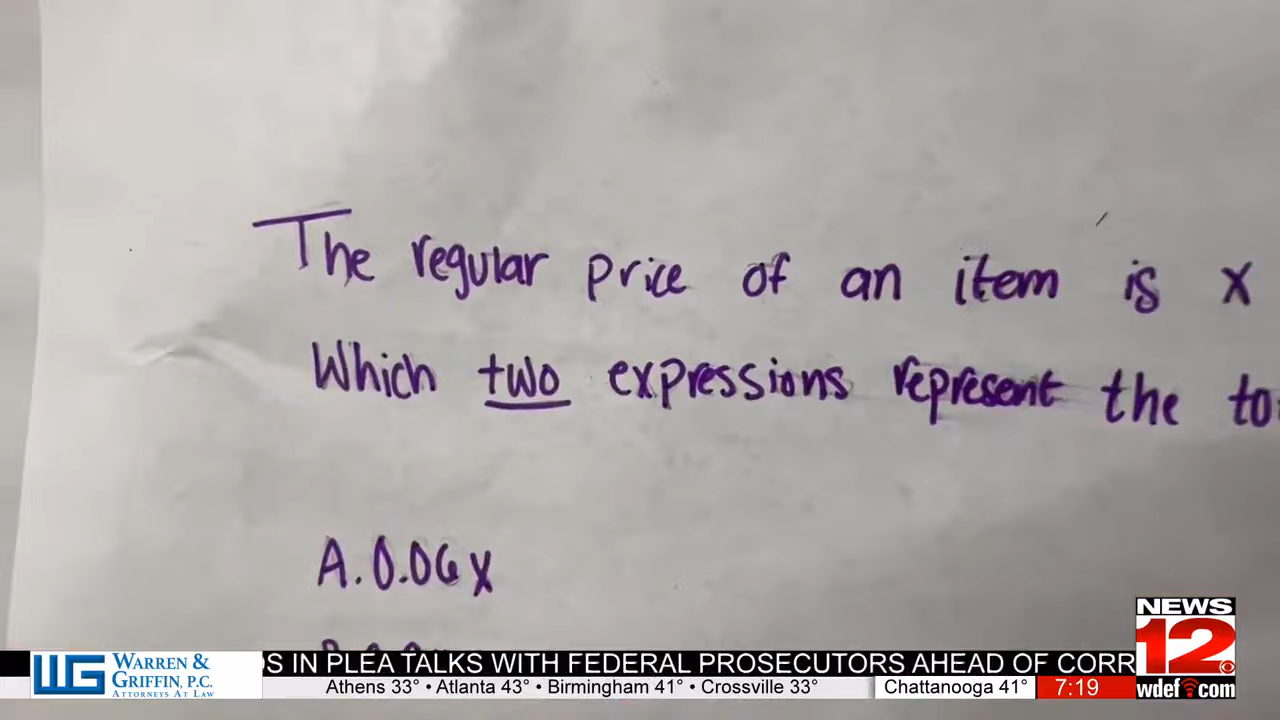 The regular price of an item is x
Which two expressions represent the
A. 0.06x
NEWS
12
wdef.com
WG
WARREN &
GRIFFIN, P.C.
ATTORNEYS AT LAW
S IN PLEA TALKS WITH FEDERAL PROSECUTORS AHEAD OF CORR
Athens 33° • Atlanta 43° • Birmingham 41° • Crossville 33°
Chattanooga 41°
7:19